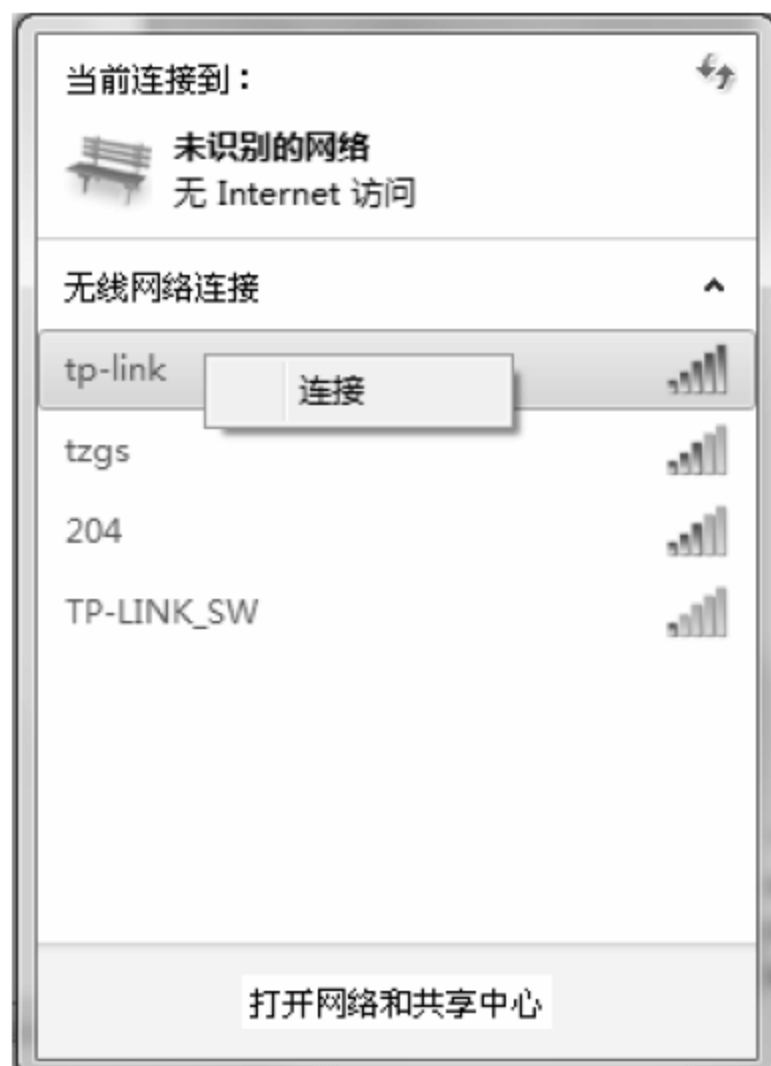 当前连接到：
未识别的网络
无 Internet 访问
无线网络连接
tp-link
连接
tzgs
204
TP-LINK_SW
打开网络和共享中心